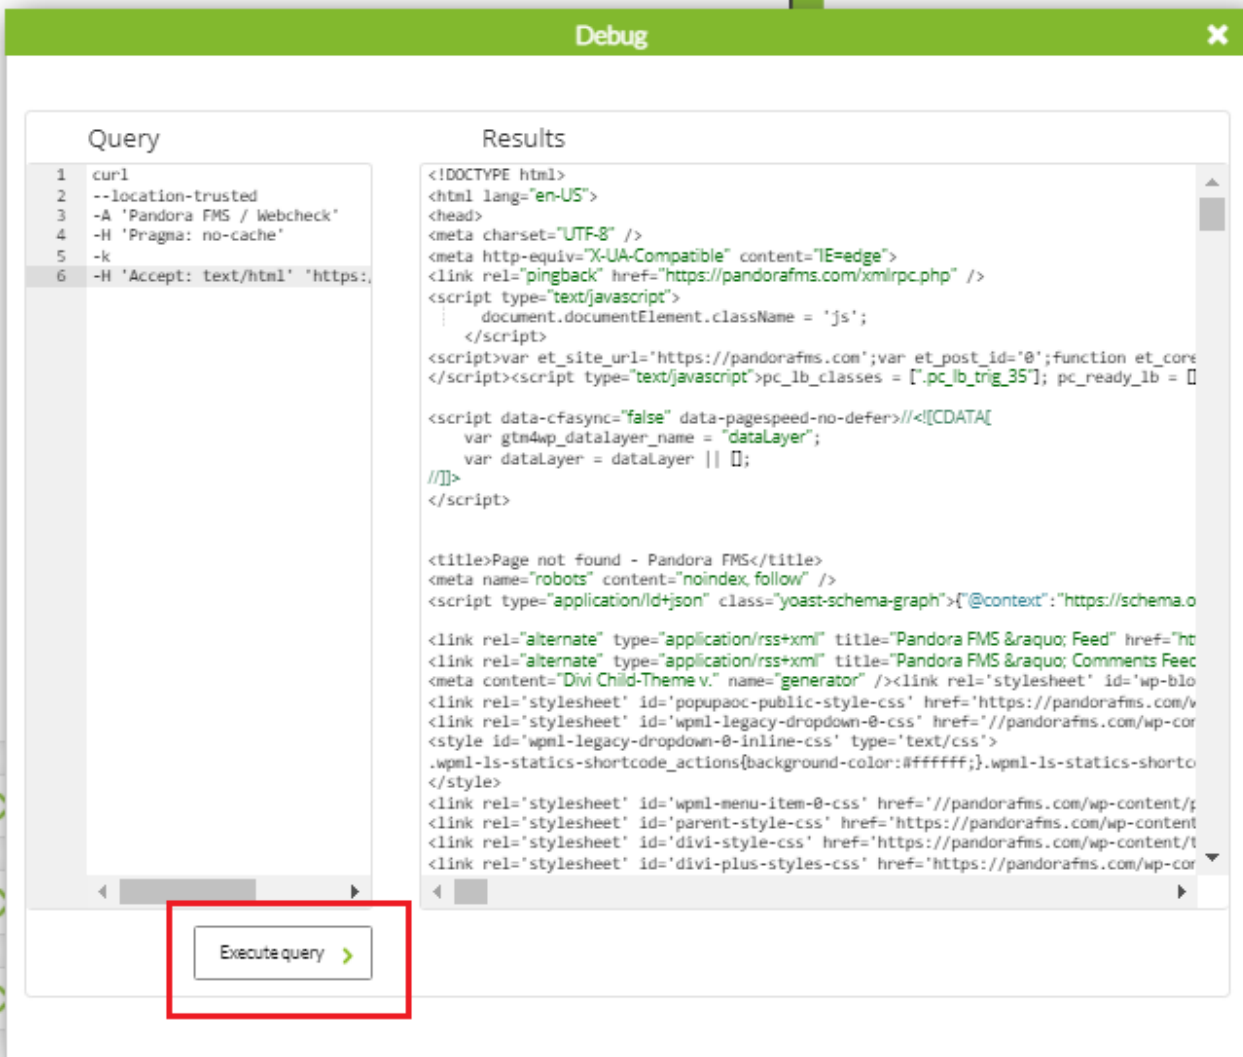 Debug
Query
1 curl
2 --location-trusted
3 -A 'Pandora FMS / Webcheck'
4 -H 'Pragma: no-cache'
5 -k
6 -H 'Accept: text/html' 'https:/
Execute query
Results
<!DOCTYPE html>
<html lang="en-US">
<head>
<meta charset="UTF-8" />
<meta http-equiv="X-UA-Compatible" content="IE=edge">
<link rel="pingback" href="https://pandorafms.com/xmlrpc.php" />
<script type="text/javascript">
document.documentElement.className = 'js';
</script>
<script>var et_site_url='https://pandorafms.com';var et_post_id='0';function et_core
</script><script type="text/javascript">pc_lb_classes = [".pc_lb_trig_35"]; pc_ready_lb = []
<script data-cfasync="false" data-pagespeed-no-defer>//<![CDATA[
var gtm4wp_datalayer_name = "dataLayer";
var dataLayer = dataLayer || [];
//]]>
</script>
<title>Page not found - Pandora FMS</title>
<meta name="robots" content="noindex, follow" />
<script type="application/ld+json" class="yoast-schema-graph">{"@context":"https://schema.o
<link rel="alternate" type="application/rss+xml" title="Pandora FMS &raquo; Feed" href="htt
<link rel="alternate" type="application/rss+xml" title="Pandora FMS &raquo; Comments Feed
<meta content="Divi Child-Theme v." name="generator" /><link rel='stylesheet' id='wp-blo
<link rel='stylesheet' id='popupaoc-public-style-css' href='https://pandorafms.com/w
<link rel='stylesheet' id='wpml-legacy-dropdown-0-css' href='//pandorafms.com/wp-con
<style id='wpml-legacy-dropdown-0-inline-css' type='text/css'>
.wpml-ls-statics-shortcode_actions{background-color:#ffffff;}.wpml-ls-statics-shortco
</style>
<link rel='stylesheet' id='wpml-menu-item-0-css' href='//pandorafms.com/wp-content/p
<link rel='stylesheet' id='parent-style-css' href='https://pandorafms.com/wp-content
<link rel='stylesheet' id='divi-style-css' href='https://pandorafms.com/wp-content/t
<link rel='stylesheet' id='divi-plus-styles-css' href='https://pandorafms.com/wp-con